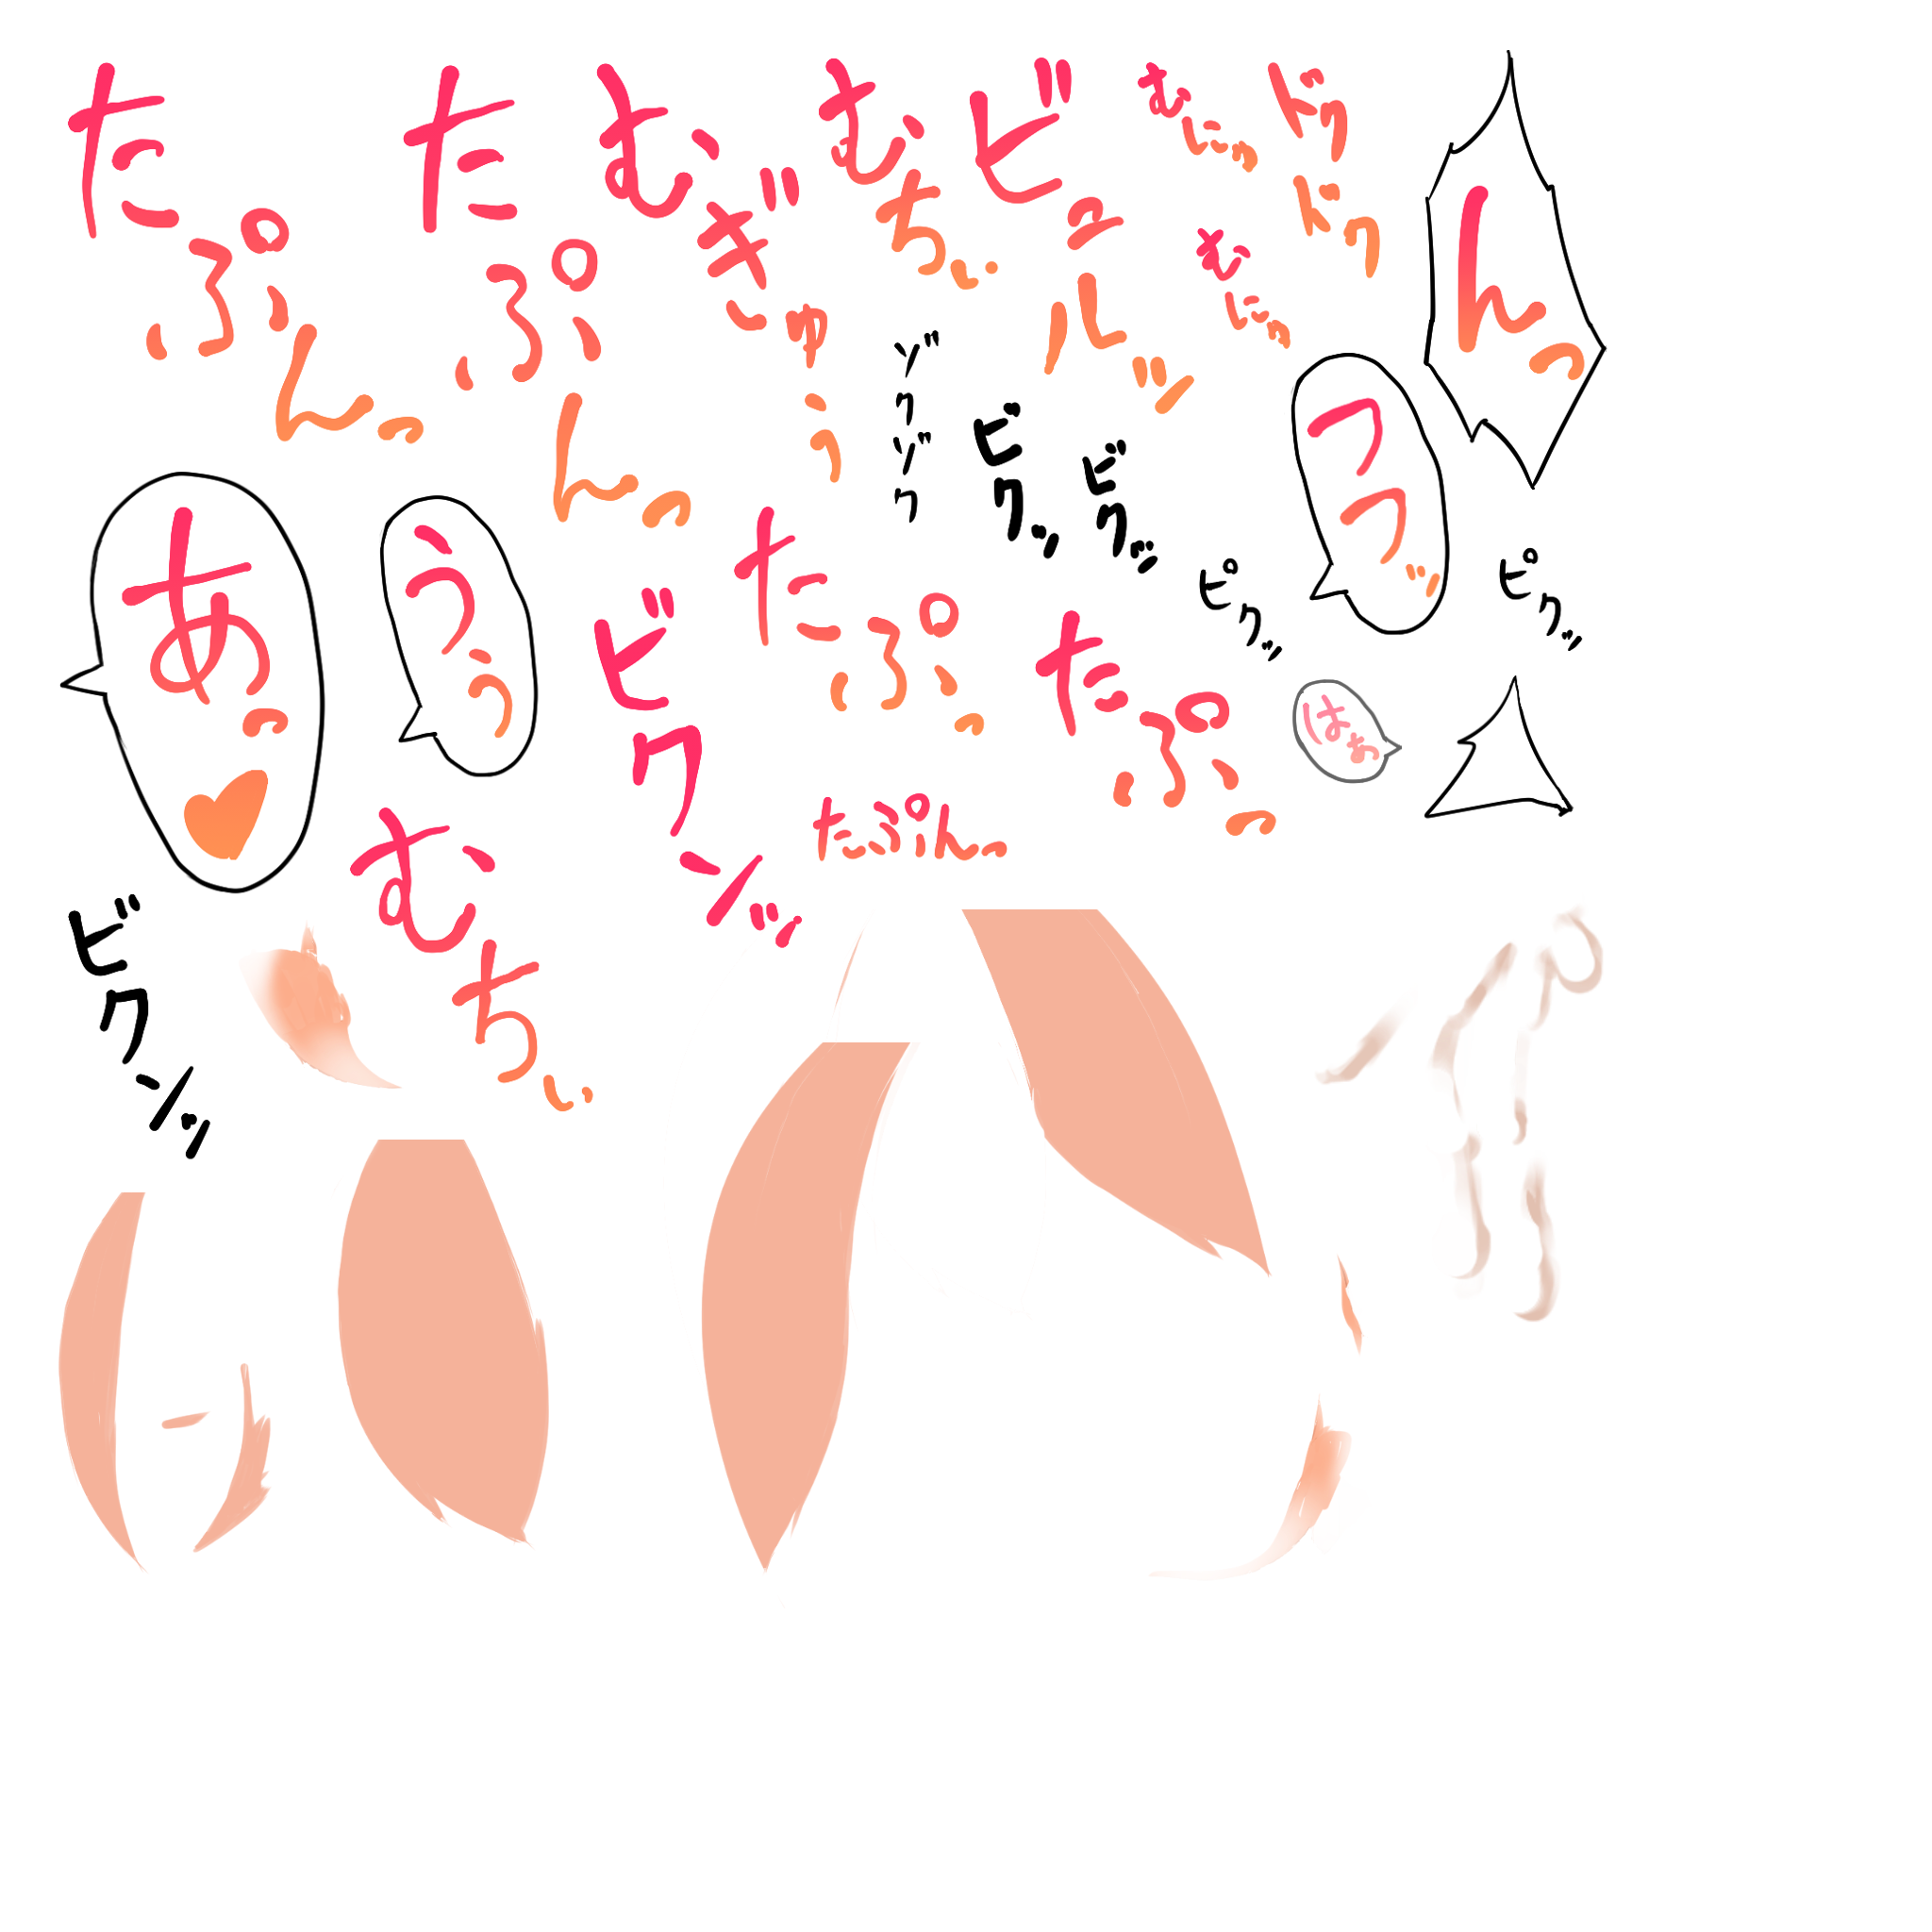 たぷんっ
たぷんっ
むぎゅう
むちぃ
ビュルッ
むにゅ
むにゅ
ドク
ドク
んっ
ゾクゾク
ビクッ
ビクッ
フフッ
ピクッ
ピクッ
あっ
うっ
ビクンッ
たぷっ
たぷっ
はぁ
たぷんっ
むちぃ
ビクンッ